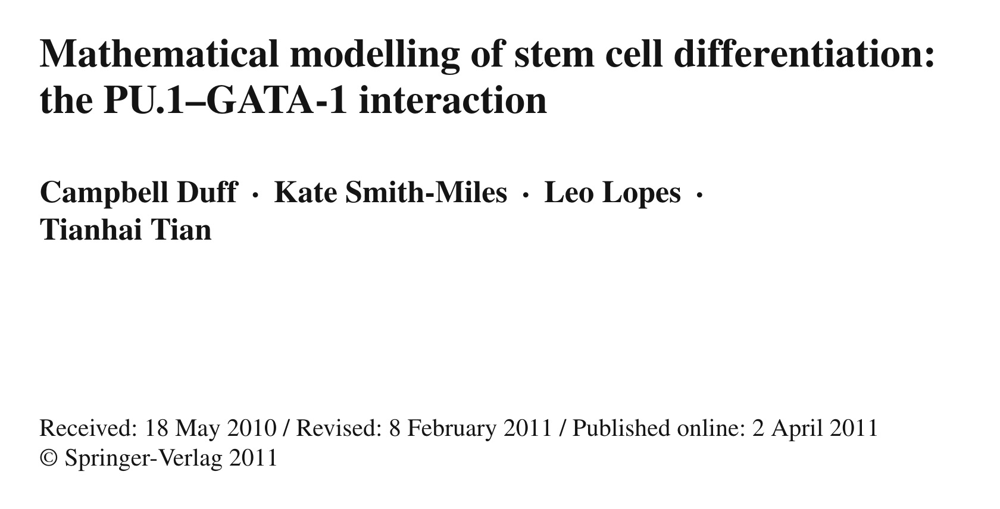 Mathematical modelling of stem cell differentiation:
the PU.1–GATA-1 interaction
Campbell Duff · Kate Smith-Miles · Leo Lopes ·
Tianhai Tian
Received: 18 May 2010 / Revised: 8 February 2011 / Published online: 2 April 2011
© Springer-Verlag 2011